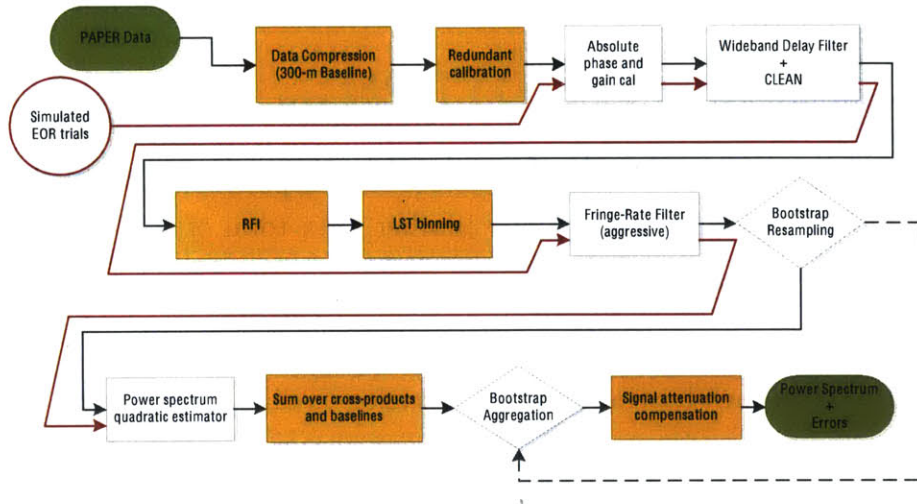 PAPER Data
Data Compression
(300-m Baseline)
Redundant
calibration
Absolute
phase and
gain cal
Wideband Delay Filter
+
CLEAN
Simulated
EOR trials
RFI
LST binning
Fringe-Rate Filter
(aggressive)
Bootstrap
Resampling
Power spectrum
quadratic estimator
Sum over cross-products
and baselines
Bootstrap
Aggregation
Signal attenuation
compensation
Power Spectrum
+
Errors